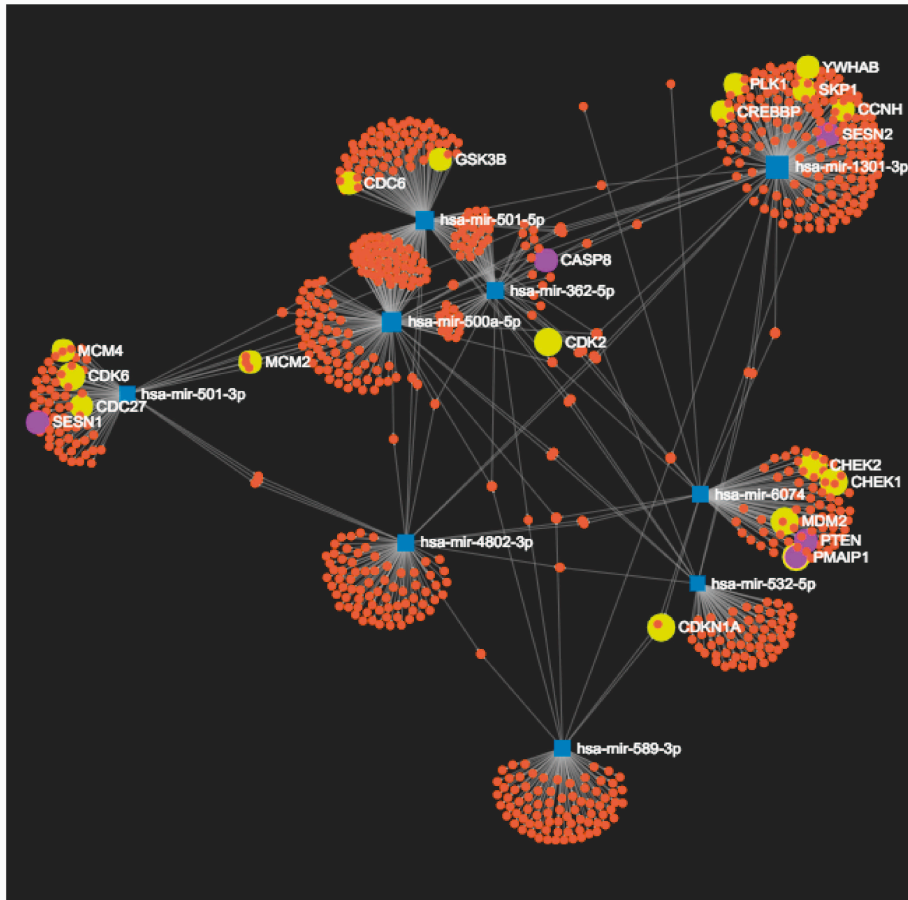 YWHAB
PLK1
SKP1
CREBBP
CCNH
SESN2
GSK3B
hsa-mir-1301-3p
CDC6
hsa-mir-501-5p
CASP8
hsa-mir-362-5p
hsa-mir-500a-5p
CDK2
MCM4
MCM2
CDK6
hsa-mir-501-3p
CDC27
SESN1
CHEK2
CHEK1
hsa-mir-6074
MDM2
PTEN
hsa-mir-4802-3p
PMAIP1
hsa-mir-532-5p
CDKN1A
hsa-mir-589-3p